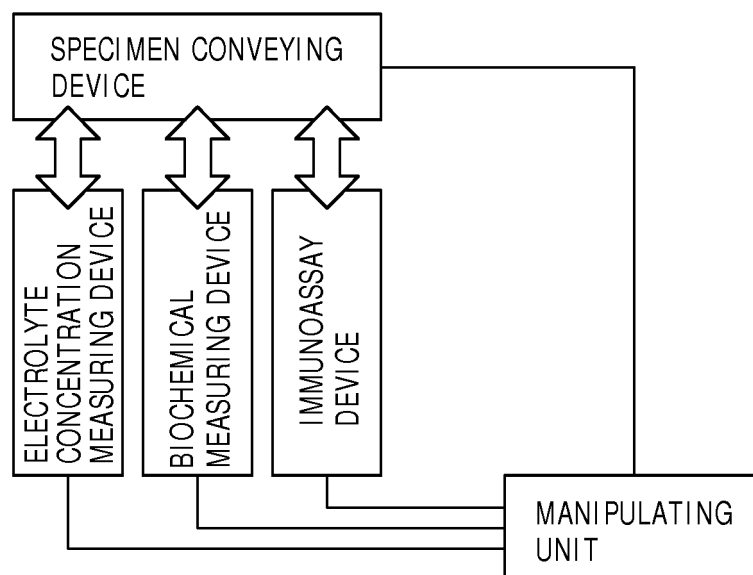 SPECIMEN CONVEYING
DEVICE
ELECTROLYTE
CONCENTRATION
MEASURING DEVICE
BIOCHEMICAL
MEASURING DEVICE
IMMUNOASSAY
DEVICE
MANIPULATING
UNIT